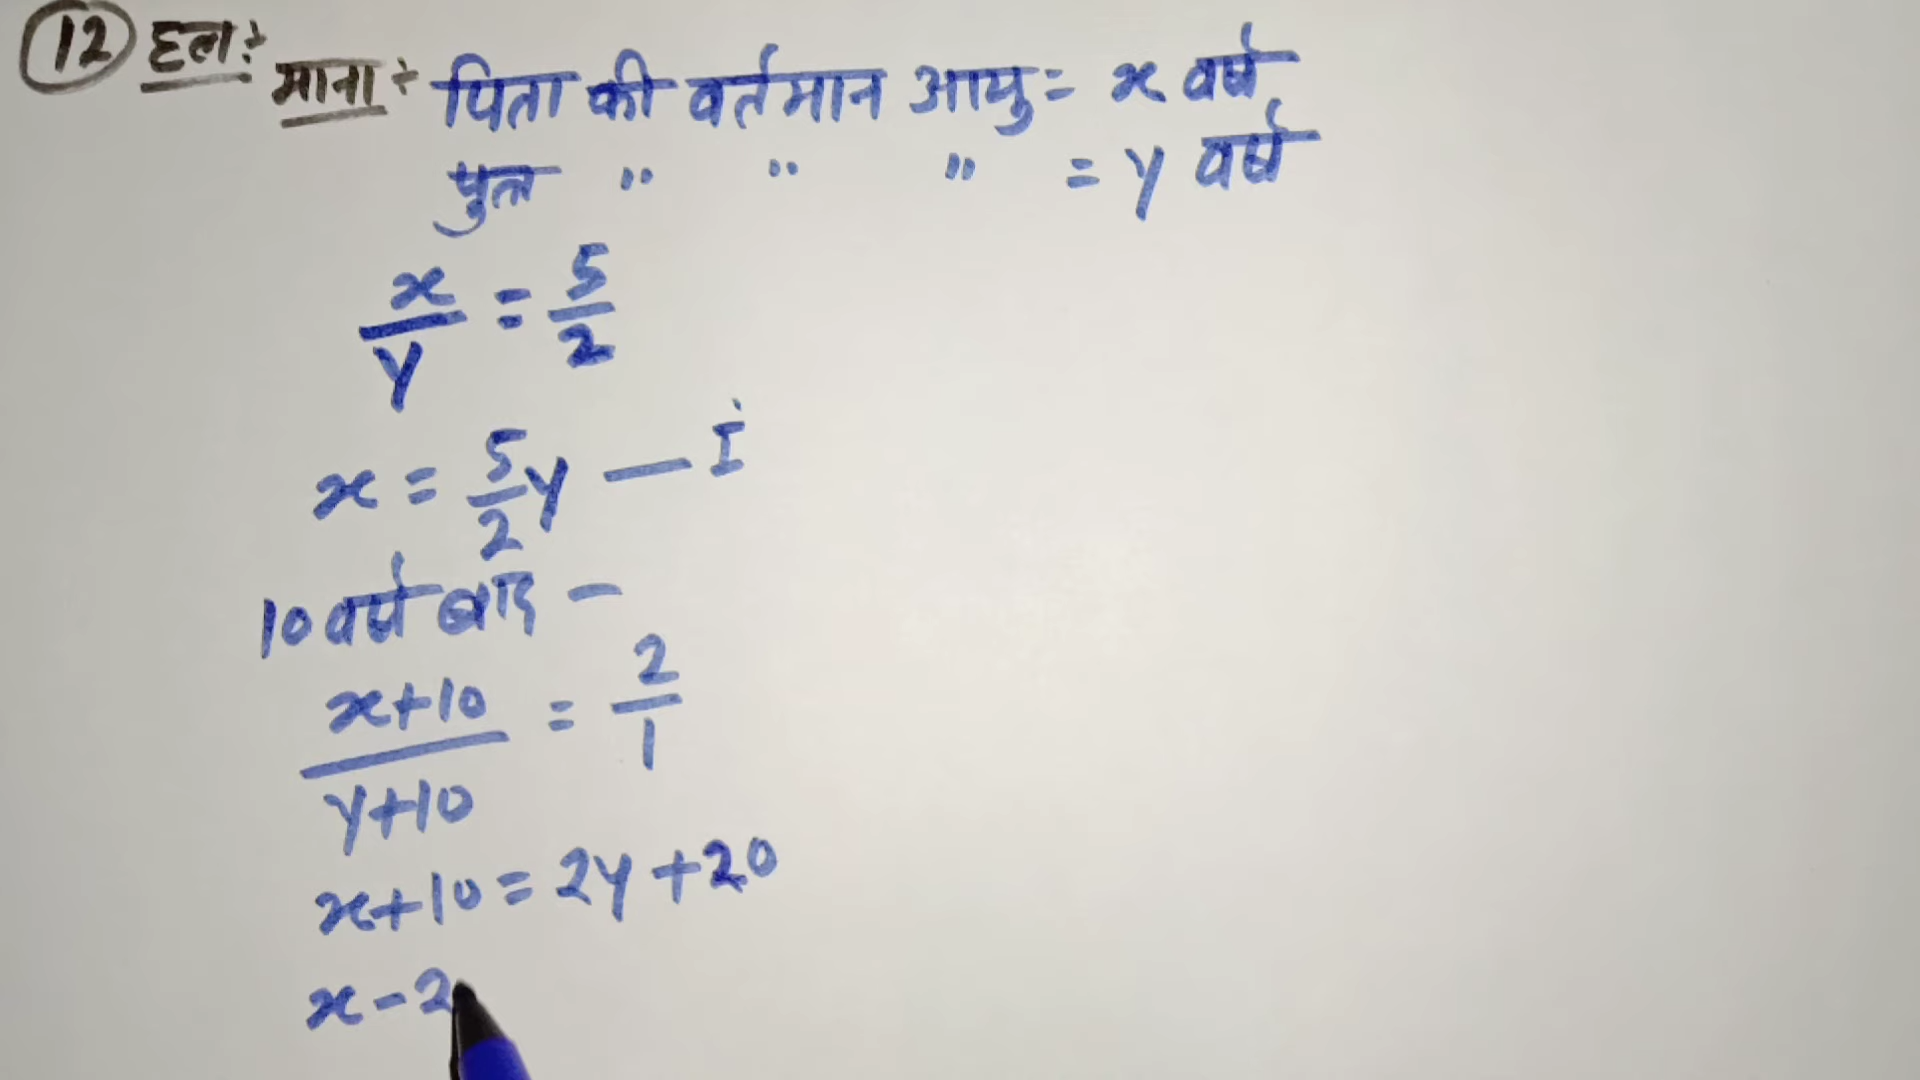 12 हल÷
माना÷ पिता की वर्तमान आयु = x वर्ष
पुत्र " " " = y वर्ष
x/y = 5/2
x = 5/2 y — I
10 वर्ष बाद –
x+10/y+10 = 2/1
x+10 = 2y+20
x-2